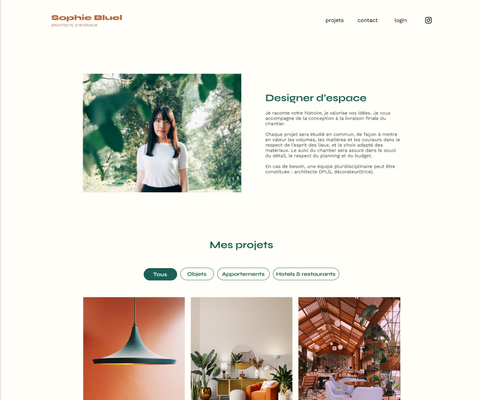 Sophie Bluel
ARCHITECTE D'INTÉRIEUR
projets
contact
login
Designer d'espace
Je raconte votre histoire, je valorise vos idées. Je vous
accompagne de la conception à la livraison finale du
chantier.
Chaque projet sera étudié en commun, de façon à mettre
en valeur les volumes, les matières et les couleurs dans le
respect de l'esprit des lieux, et le choix adapté des
matériaux. Le suivi du chantier sera assuré dans le souci
du détail, le respect du planning et du budget.
En cas de besoin, une équipe pluridisciplinaire peut être
constituée : architecte DPLG, décorateur(trice).
Mes projets
Tous
Objets
Appartements
Hotels & restaurants